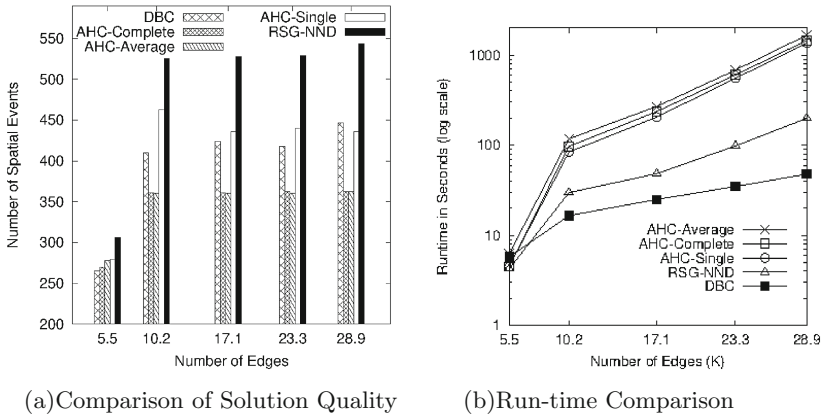 DBC
AHC-Complete
AHC-Average
AHC-Single
RSG-NND
550
500
450
400
350
300
250
200
Number of Spatial Events
5.5 10.2 17.1 23.3 28.9
Number of Edges
(a)Comparison of Solution Quality
1000
100
10
1
Runtime in Seconds (log scale)
AHC-Average
AHC-Complete
AHC-Single
RSG-NND
DBC
5.5 10.2 17.1 23.3 28.9
Number of Edges (K)
(b)Run-time Comparison